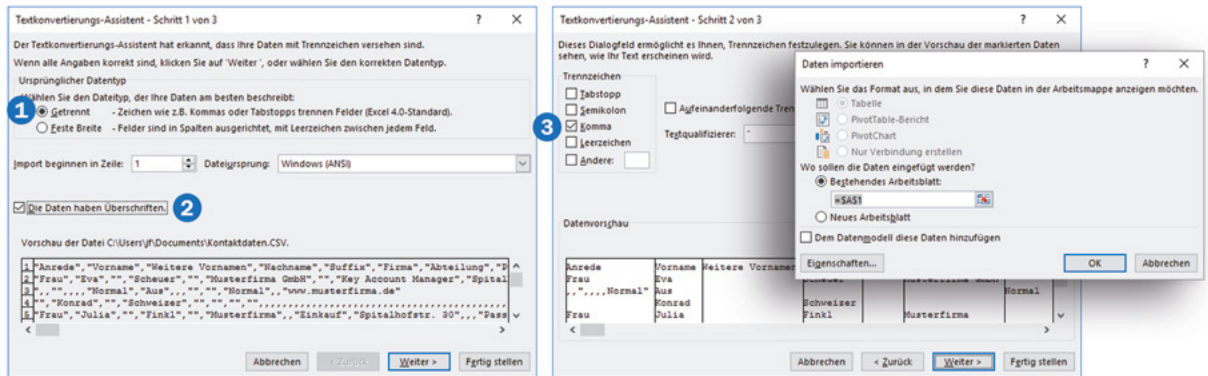 Textkonvertierungs-Assistent - Schritt 1 von 3
Der Textkonvertierungs-Assistent hat erkannt, dass Ihre Daten mit Trennzeichen versehen sind.
Wenn alle Angaben korrekt sind, klicken Sie auf 'Weiter ', oder wählen Sie den korrekten Datentyp.
Ursprünglicher Datentyp
Wählen Sie den Dateityp, der Ihre Daten am besten beschreibt:
1
Getrennt - Zeichen wie z.B. Kommas oder Tabstopps trennen Felder (Excel 4.0-Standard).
Feste Breite - Felder sind in Spalten ausgerichtet, mit Leerzeichen zwischen jedem Feld.
Import beginnen in Zeile: 1 Dateiursprung: Windows (ANSI)
Die Daten haben Überschriften. 2
Vorschau der Datei C:\Users\jf\Documents\Kontaktdaten.CSV.
1 "Anrede","Vorname","Weitere Vornamen","Nachname","Suffix","Firma","Abteilung","P
2 "Frau","Eva","","Scheuer","","Musterfirma GmbH","","Key Account Manager","Spital
3 ,,"",,,,"Normal","Aus",,,,"","","Normal",,"www.musterfirma.de"
4 "","Konrad","","Schweizer","","","","",,,,,,,,,,,,,,,,,,,,,,,,,,,,,,,
5 "Frau","Julia","","Finkl","","Musterfirma",,"Einkauf","Spitalhofstr. 30",,,"Pass
Abbrechen < Zurück Weiter > Fertig stellen
Textkonvertierungs-Assistent - Schritt 2 von 3
Dieses Dialogfeld ermöglicht es Ihnen, Trennzeichen festzulegen. Sie können in der Vorschau der markierten Daten
sehen, wie Ihr Text erscheinen wird.
Trennzeichen
Tabstopp
Semikolon
3 Komma
Leerzeichen
Andere:
Aufeinanderfolgende Tren
Textqualifizierer: "
Datenvorschau
Anrede Vorname Weitere Vornamen
Frau Eva
,,"",,,,Normal" Aus Normal
Konrad Schweizer
Frau Julia Finkl Musterfirma
Abbrechen < Zurück Weiter > Fertig stellen
Daten importieren
Wählen Sie das Format aus, in dem Sie diese Daten in der Arbeitsmappe anzeigen möchten.
Tabelle
PivotTable-Bericht
PivotChart
Nur Verbindung erstellen
Wo sollen die Daten eingefügt werden?
Bestehendes Arbeitsblatt:
=$A$1
Neues Arbeitsblatt
Dem Datenmodell diese Daten hinzufügen
Eigenschaften... OK Abbrechen